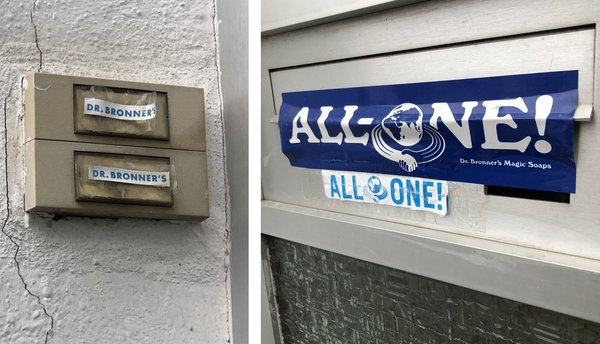 DR. BRONNER'S
DR. BRONNER'S
ALL-ONE!
Dr. Bronner's Magic Soaps
ALL ONE!